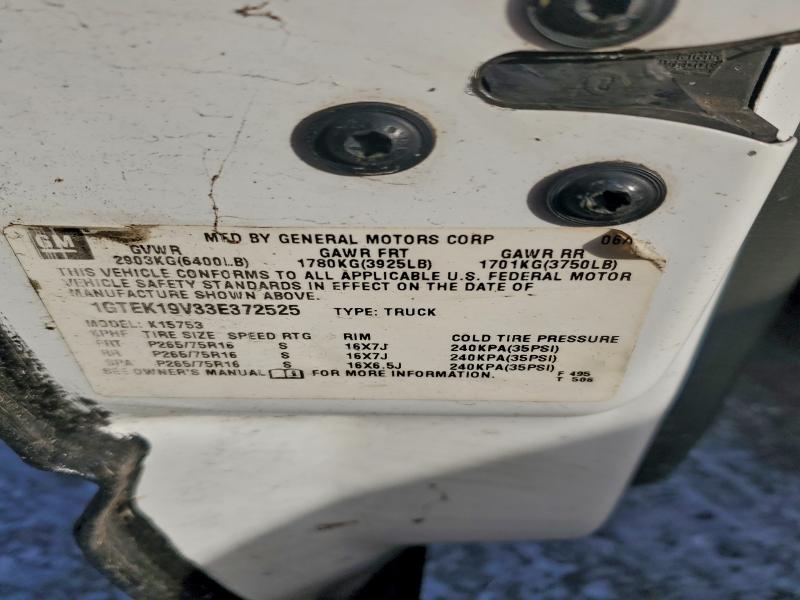 GM
MFD BY GENERAL MOTORS CORP
GVWR GAWR FRT GAWR RR
2903KG(6400LB) 1780KG(3925LB) 1701KG(3750LB)
THIS VEHICLE CONFORMS TO ALL APPLICABLE U.S. FEDERAL MOTOR
VEHICLE SAFETY STANDARDS IN EFFECT ON THE DATE OF
MANUFACTURE SHOWN ABOVE.
1GTEK19V33E372525 TYPE: TRUCK
MODEL: K15753
TIRE SIZE SPEED RTG RIM COLD TIRE PRESSURE
FRT P265/75R16 S 16X7J 240KPA(35PSI)
RR P265/75R16 S 16X7J 240KPA(35PSI)
SPA P265/75R16 S 16X6.5J 240KPA(35PSI)
SEE OWNER'S MANUAL FOR MORE INFORMATION.
F 495
T 506